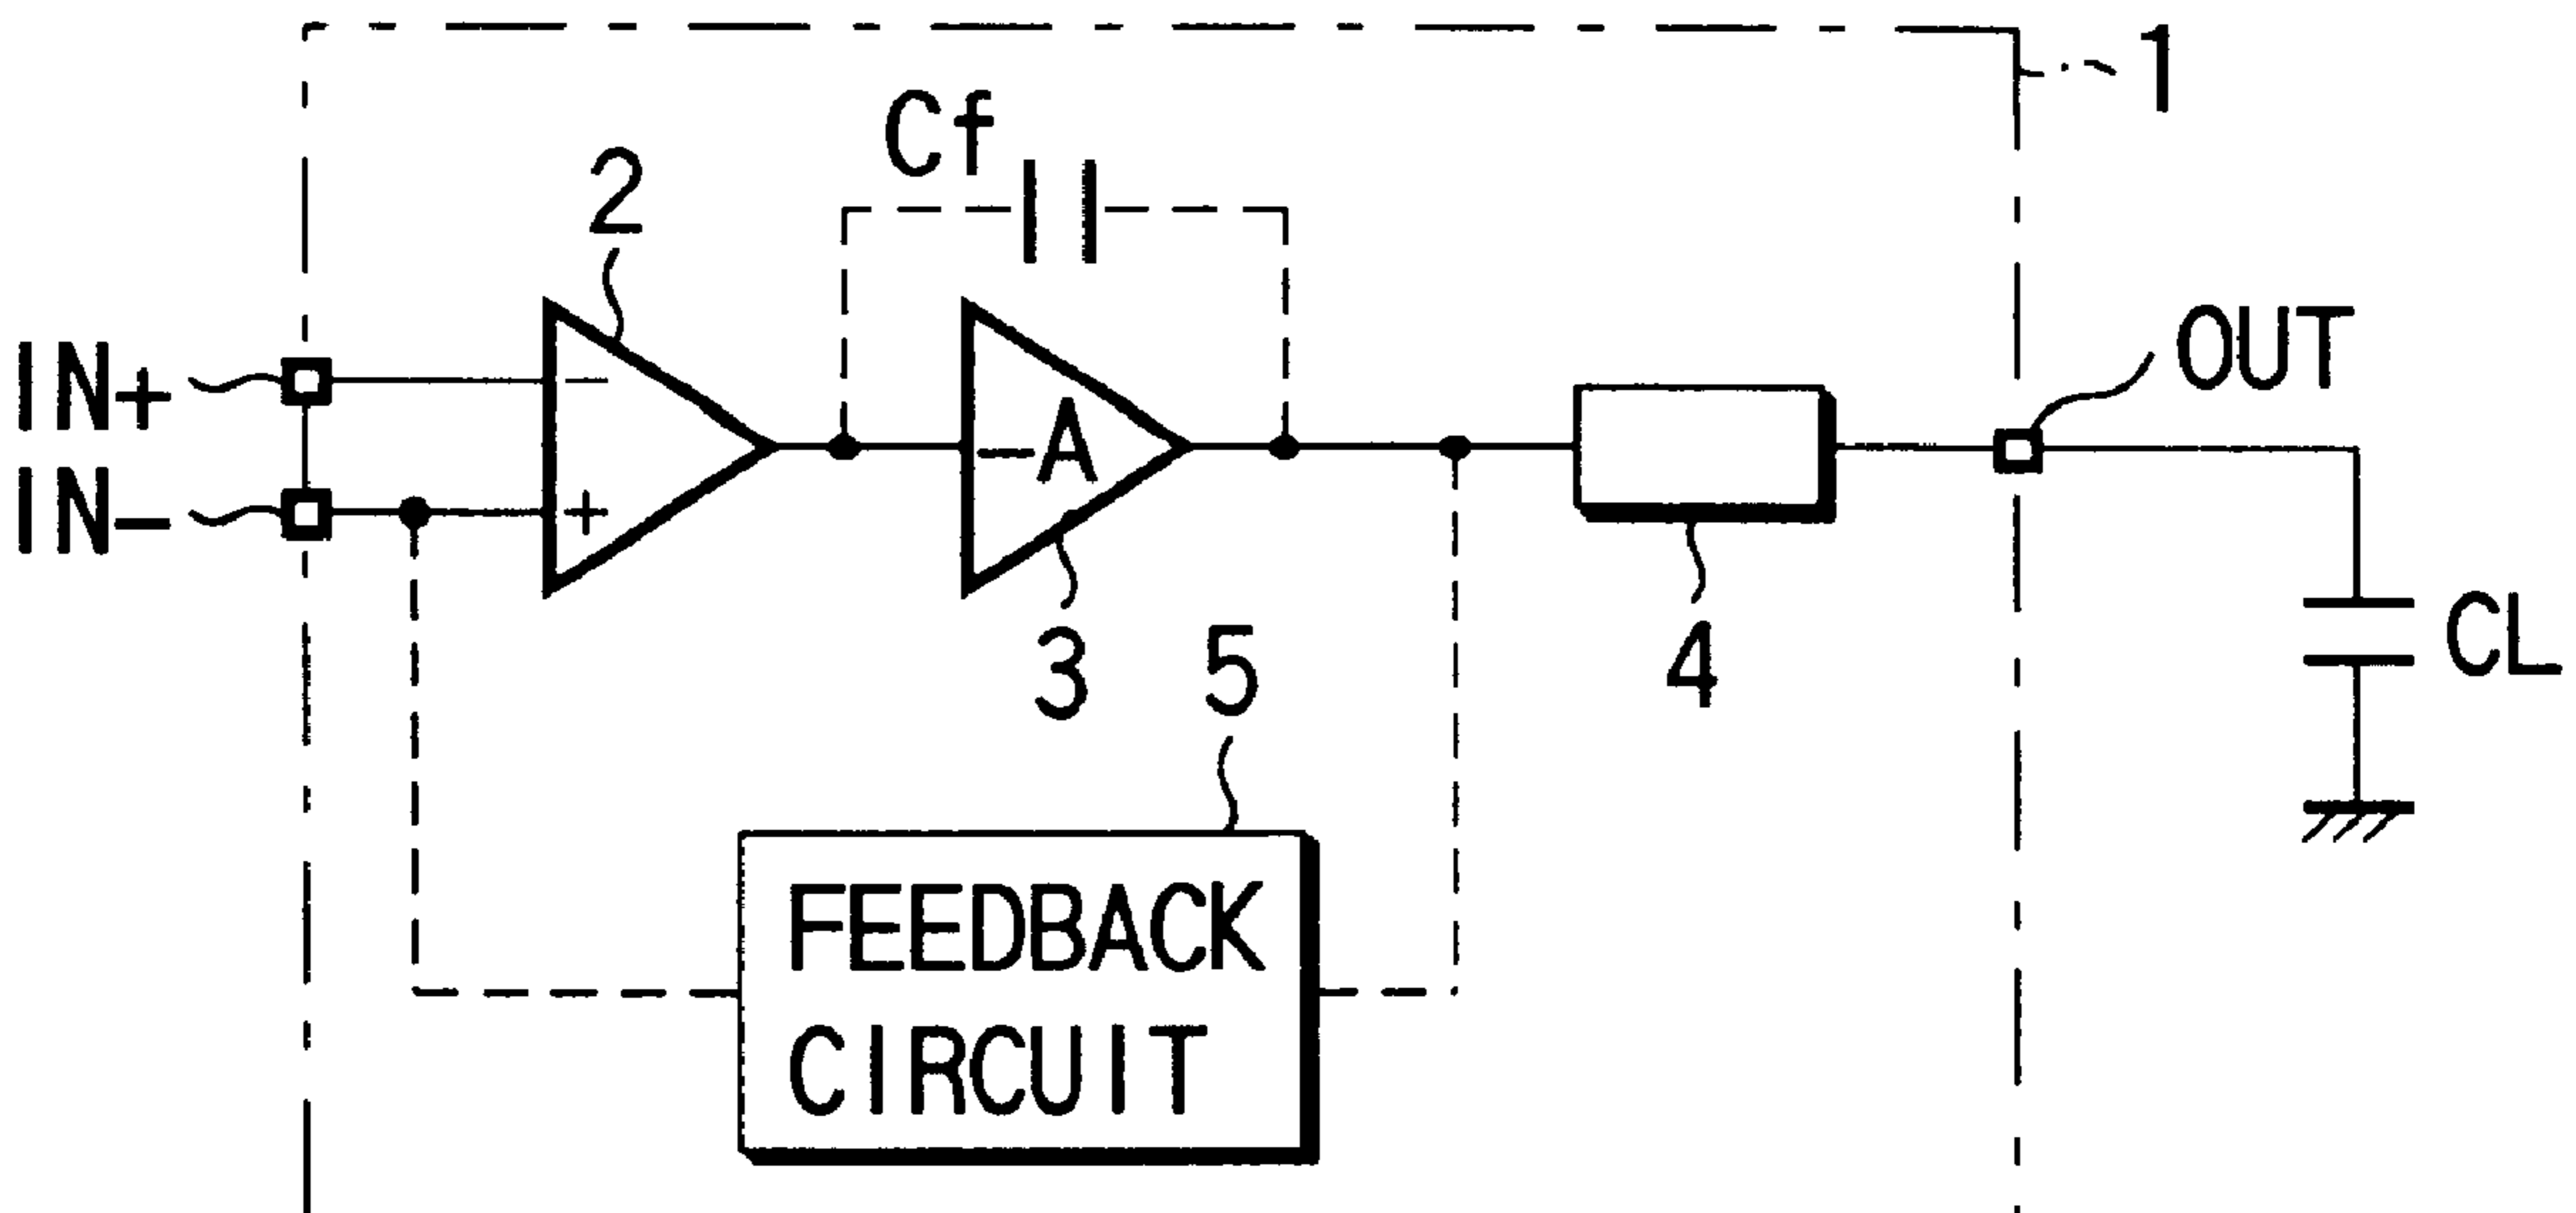 1
Cf
2
IN+
−
OUT
-A
IN-
+
CL
3
5
4
FEEDBACK
CIRCUIT